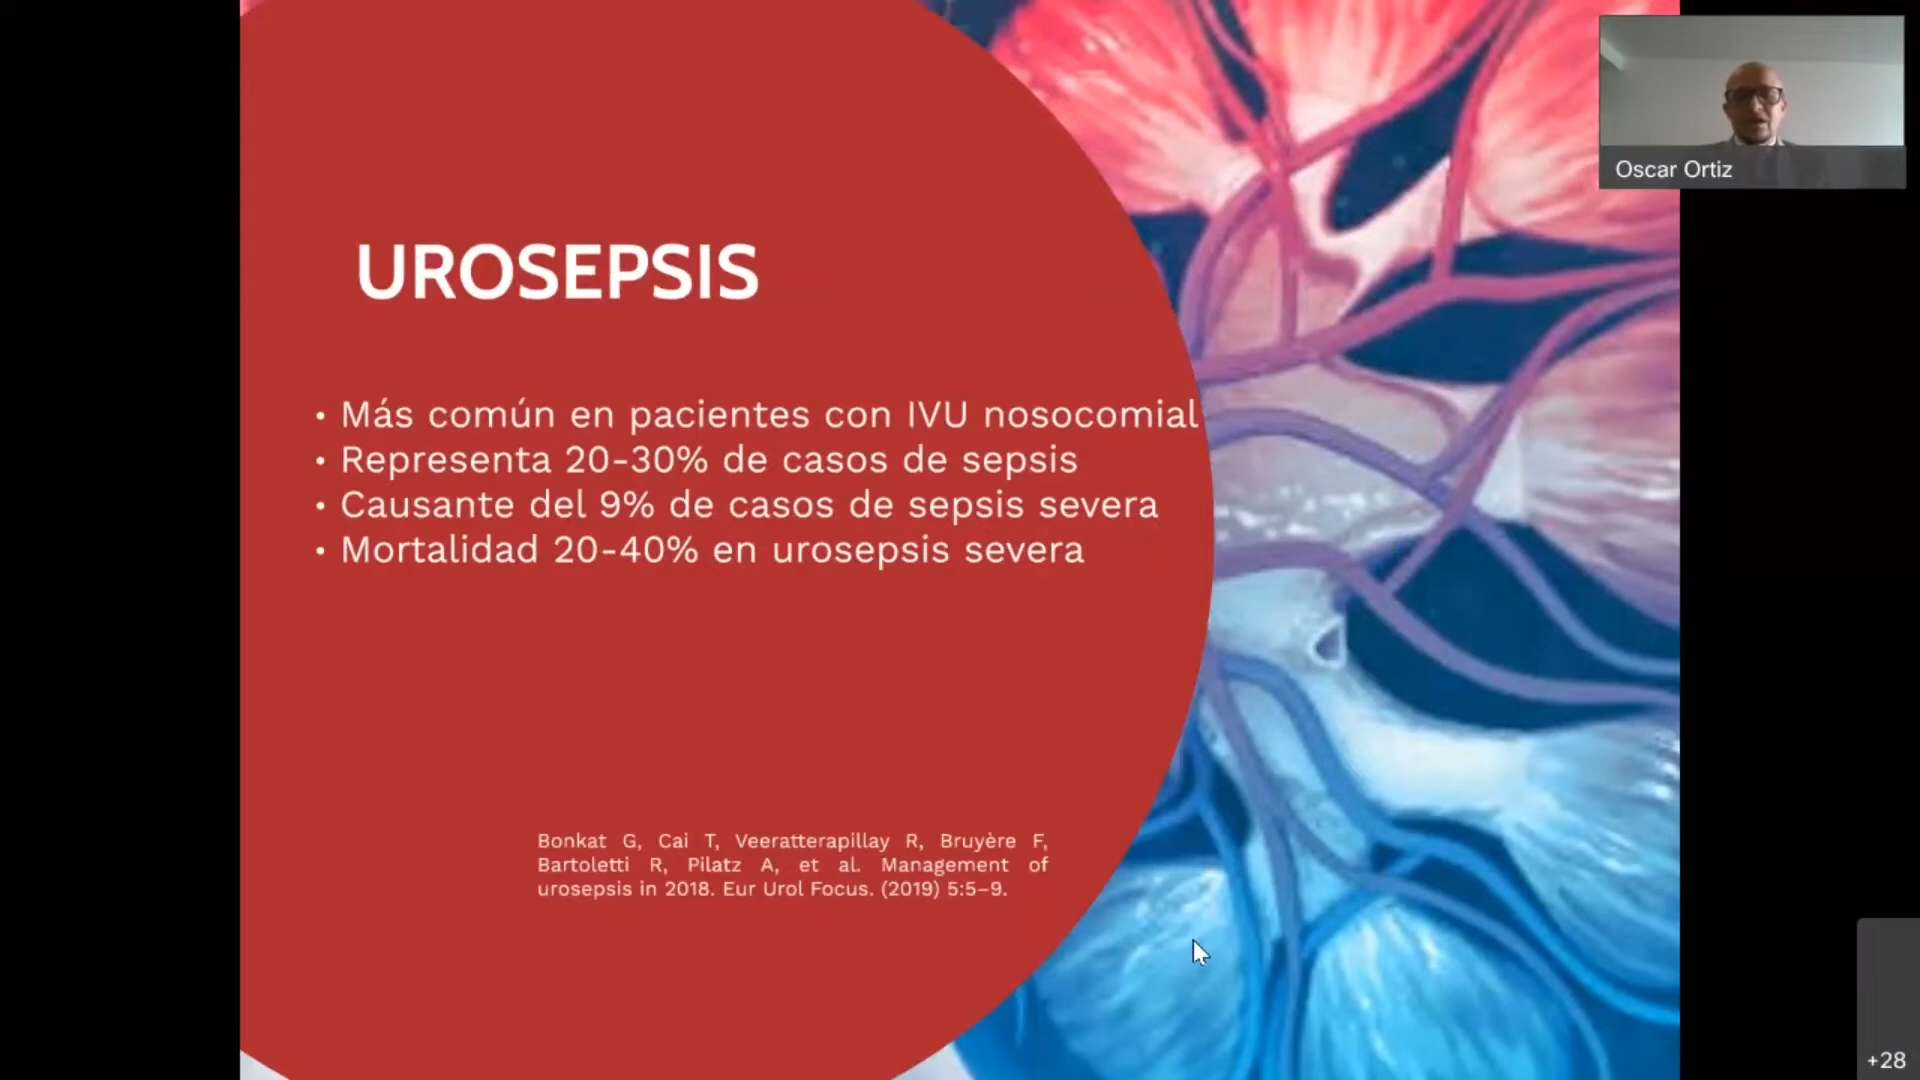 UROSEPSIS
• Más común en pacientes con IVU nosocomial
• Representa 20-30% de casos de sepsis
• Causante del 9% de casos de sepsis severa
• Mortalidad 20-40% en urosepsis severa
Bonkat G, Cai T, Veeratterapillay R, Bruyère F,
Bartoletti R, Pilatz A, et al. Management of
urosepsis in 2018. Eur Urol Focus. (2019) 5:5–9.
Oscar Ortiz
+28